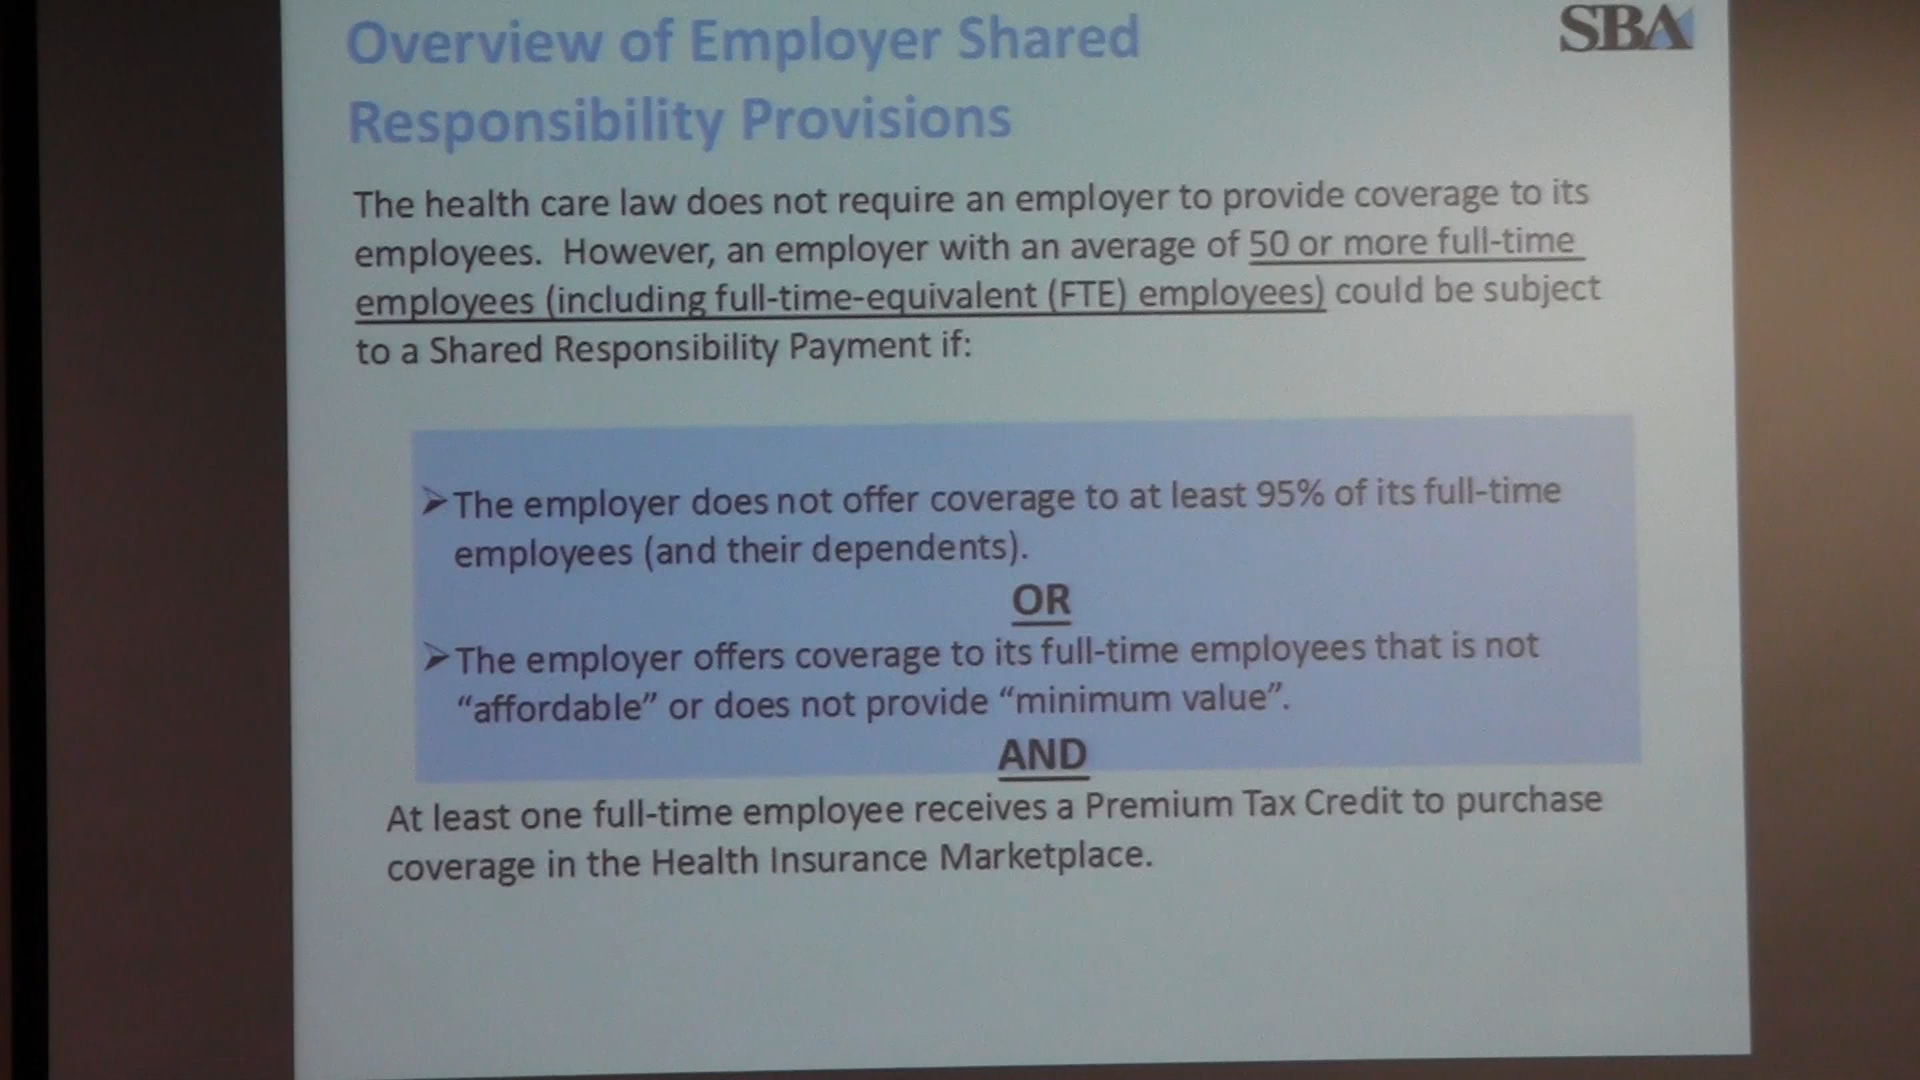 Overview of Employer Shared
Responsibility Provisions
SBA
The health care law does not require an employer to provide coverage to its
employees.  However, an employer with an average of 50 or more full-time
employees (including full-time-equivalent (FTE) employees) could be subject
to a Shared Responsibility Payment if:
➢The employer does not offer coverage to at least 95% of its full-time
employees (and their dependents).
OR
➢The employer offers coverage to its full-time employees that is not
“affordable” or does not provide “minimum value”.
AND
At least one full-time employee receives a Premium Tax Credit to purchase
coverage in the Health Insurance Marketplace.